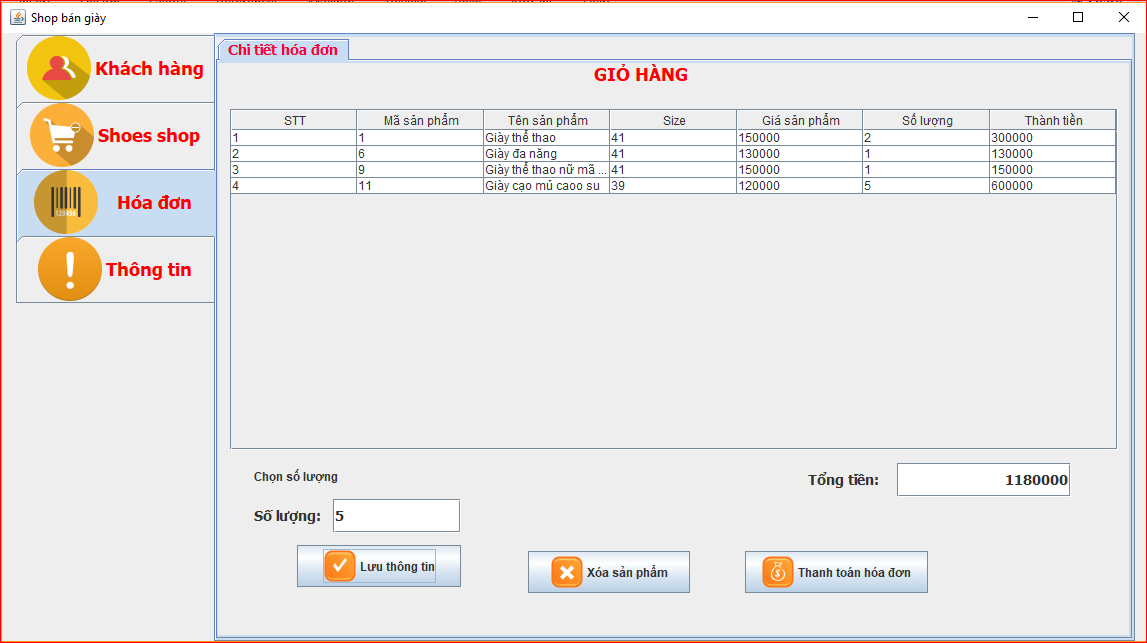 Shop bán giày
Khách hàng
Shoes shop
123456
Hóa đơn
Thông tin
Chi tiết hóa đơn
GIỎ HÀNG
STT Mã sản phẩm Tên sản phẩm Size Giá sản phẩm Số lượng Thành tiền
1 1 Giày thể thao 41 150000 2 300000
2 6 Giày đa năng 41 130000 1 130000
3 9 Giày thể thao nữ mã ... 41 150000 1 150000
4 11 Giày cạo mủ caoo su 39 120000 5 600000
Chọn số lượng
Tổng tiền: 1180000
Số lượng: 5
Lưu thông tin
Xóa sản phẩm
$ Thanh toán hóa đơn